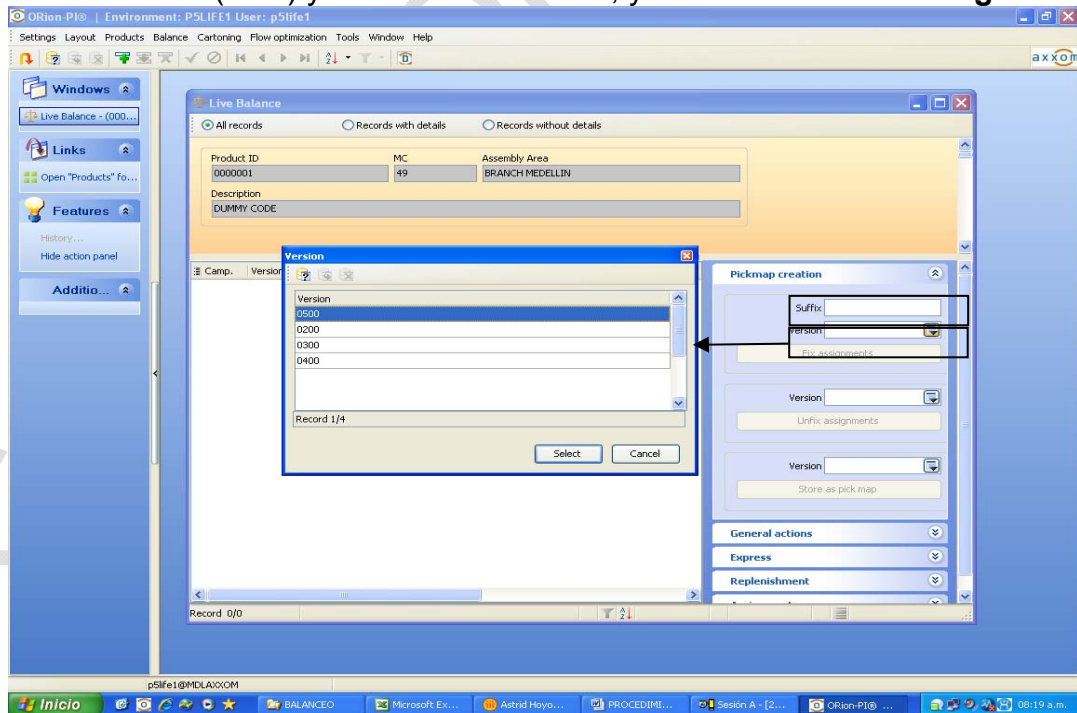 ORion-PI® | Environment: P5LIFE1 User: p5life1
Settings Layout Products Balance Cartoning Flow optimization Tools Window Help
axxom
Windows
Live Balance - (000...
Links
Open "Products" fo...
Features
History...
Hide action panel
Additio...
Live Balance
All records Records with details Records without details
Product ID MC Assembly Area
0000001 49 BRANCH MEDELLIN
Description
DUMMY CODE
Camp. Version
Version
Version
0500
0200
0300
0400
Record 1/4
Select Cancel
Pickmap creation
Suffix
Version
Fix assignments
Version
Unfix assignments
Version
Store as pick map
General actions
Express
Replenishment
Record 0/0
p5life1@MDLAXXOM
Inicio BALANCEO Microsoft Ex... Astrid Hoyo... PROCEDIMI... Sesión A - [2... ORion-PI® ... 08:19 a.m.